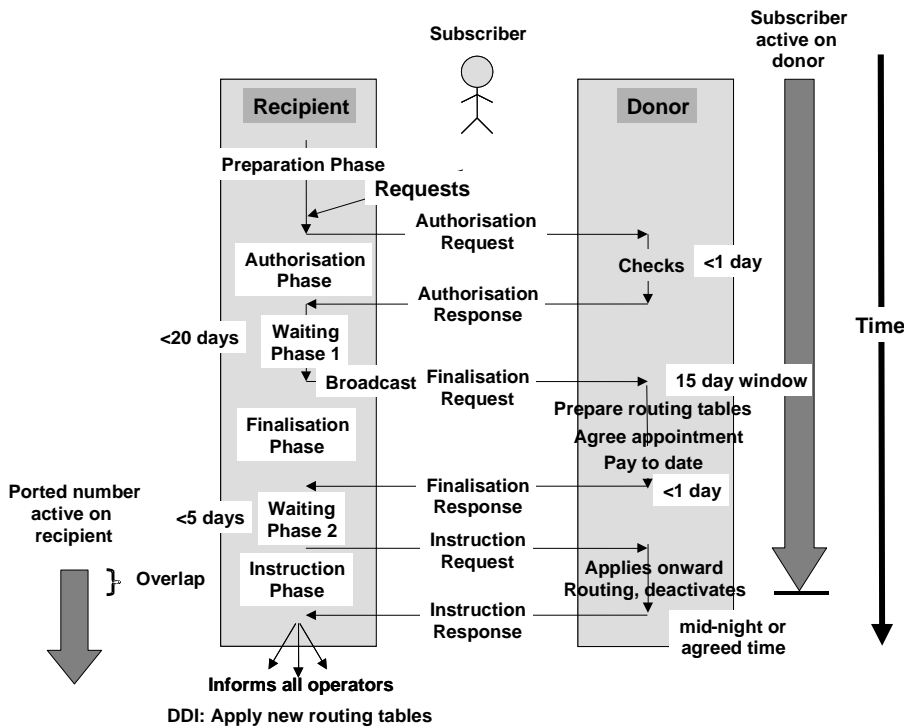 Subscriber
Subscriber
active on
donor
Recipient
Donor
Preparation Phase
Requests
Authorisation
Request
Authorisation
Phase
Checks
<1 day
Authorisation
Response
Time
<20 days
Waiting
Phase 1
Broadcast
Finalisation
Request
15 day window
Prepare routing tables
Finalisation
Phase
Agree appointment
Pay to date
Ported number
active on
recipient
Finalisation
Response
<1 day
<5 days
Waiting
Phase 2
Instruction
Request
Overlap
Instruction
Phase
Applies onward
Routing, deactivates
Instruction
Response
mid-night or
agreed time
Informs all operators
DDI: Apply new routing tables